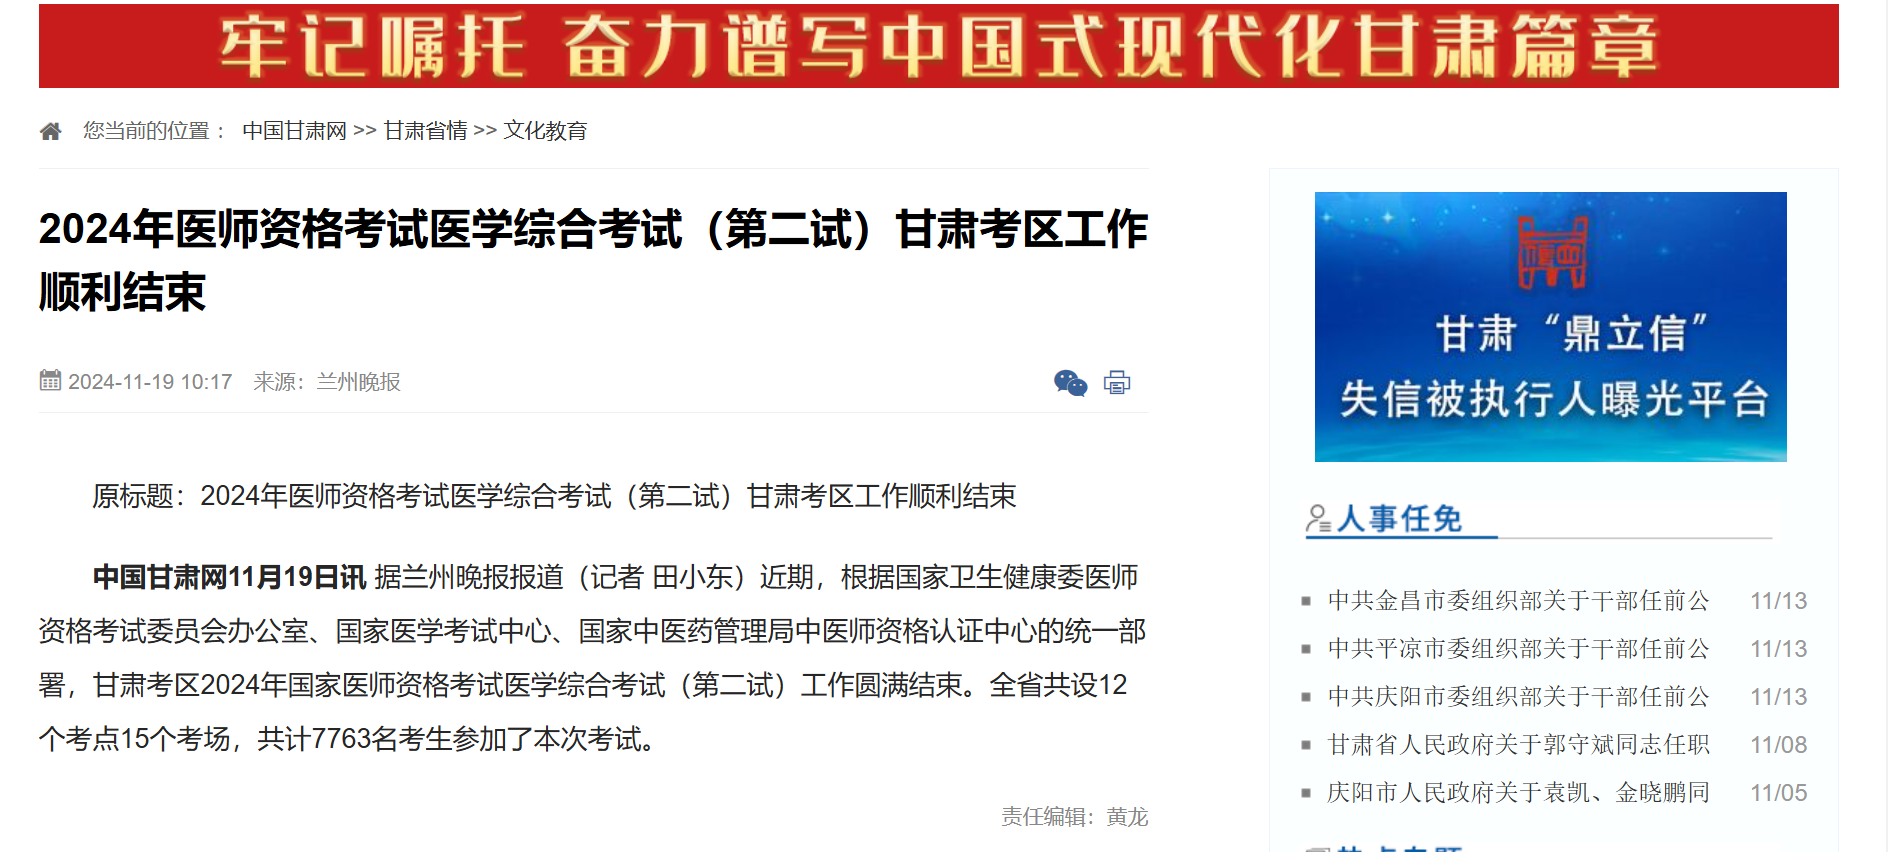 牢记嘱托 奋力谱写中国式现代化甘肃篇章
您当前的位置 ： 中国甘肃网 >> 甘肃省情 >> 文化教育
2024年医师资格考试医学综合考试（第二试）甘肃考区工作
顺利结束
2024-11-19 10:17 来源：兰州晚报
原标题：2024年医师资格考试医学综合考试（第二试）甘肃考区工作顺利结束
中国甘肃网11月19日讯 据兰州晚报报道（记者 田小东）近期，根据国家卫生健康委医师
资格考试委员会办公室、国家医学考试中心、国家中医药管理局中医师资格认证中心的统一部
署，甘肃考区2024年国家医师资格考试医学综合考试（第二试）工作圆满结束。全省共设12
个考点15个考场，共计7763名考生参加了本次考试。
责任编辑：黄龙
甘肃“鼎立信”
失信被执行人曝光平台
人事任免
中共金昌市委组织部关于干部任前公 11/13
中共平凉市委组织部关于干部任前公 11/13
中共庆阳市委组织部关于干部任前公 11/13
甘肃省人民政府关于郭守斌同志任职 11/08
庆阳市人民政府关于袁凯、金晓鹏同 11/05